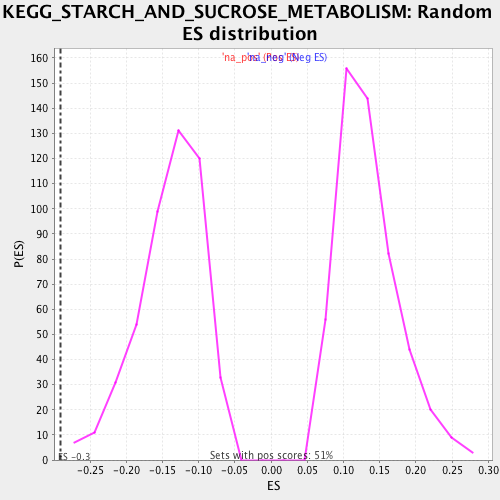 KEGG_STARCH_AND_SUCROSE_METABOLISM: Random
ES distribution
160
150
140
130
120
110
100
90
80
70
60
50
40
30
20
10
0
P(ES)
ES -0.3
Sets with pos scores: 51%
-0.25 -0.20 -0.15 -0.10 -0.05 0.00 0.05 0.10 0.15 0.20 0.25 0.30
ES